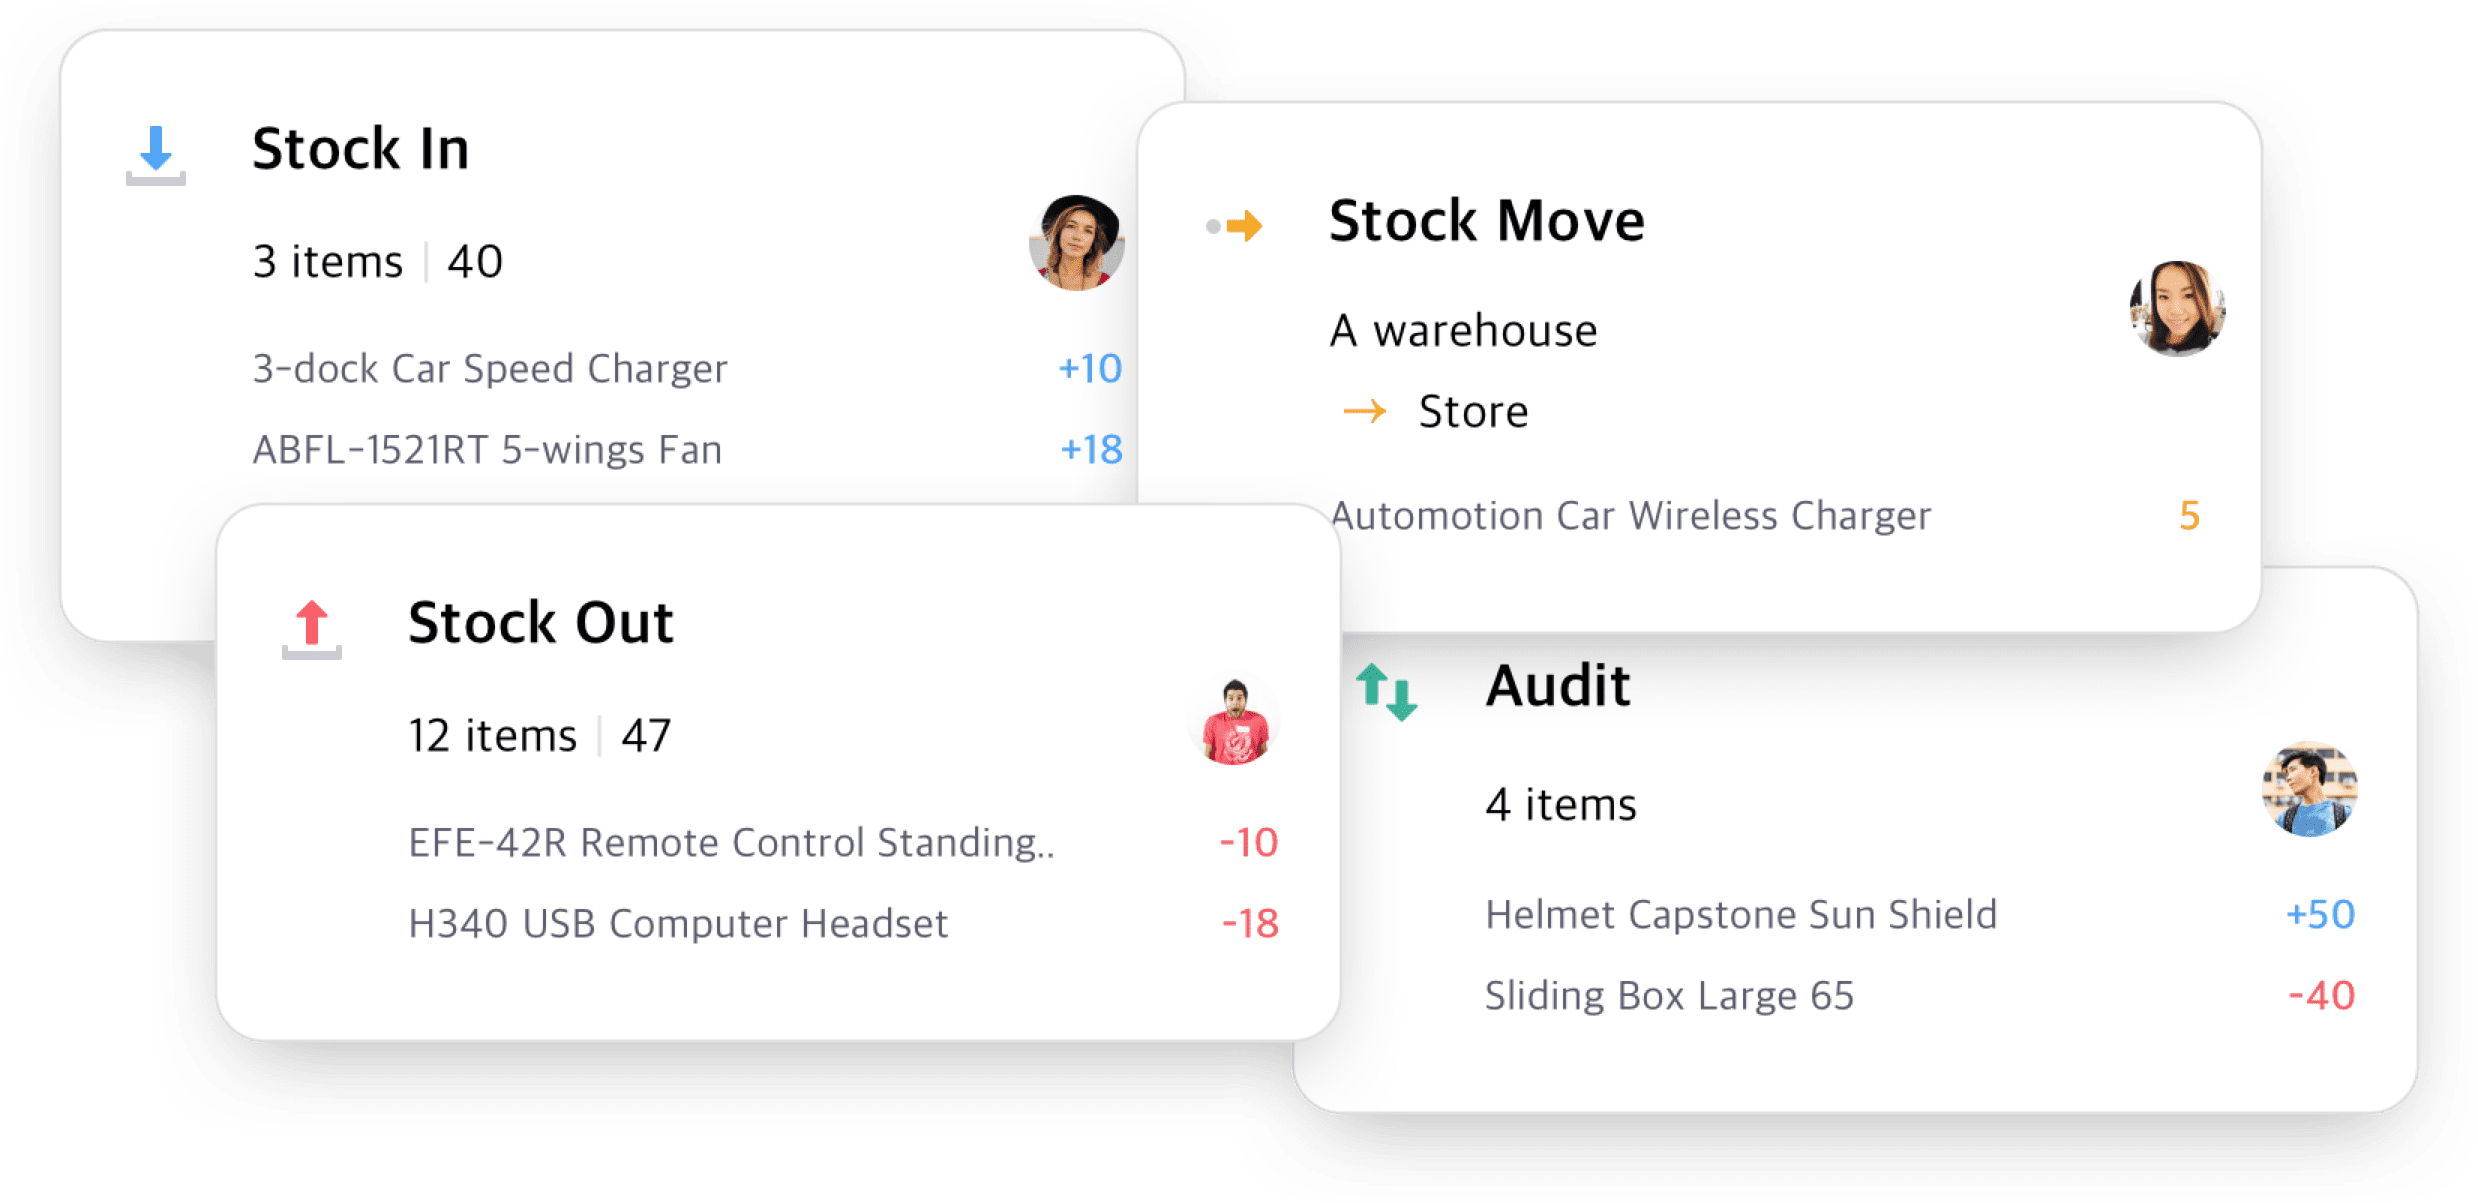 Stock In
3 items | 40
3-dock Car Speed Charger +10
ABFL-1521RT 5-wings Fan +18
Stock Move
A warehouse
→ Store
Automotion Car Wireless Charger 5
Stock Out
12 items | 47
EFE-42R Remote Control Standing.. -10
H340 USB Computer Headset -18
Audit
4 items
Helmet Capstone Sun Shield +50
Sliding Box Large 65 -40